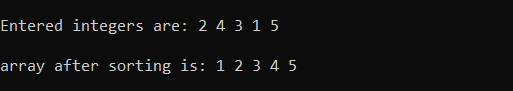 Entered integers are: 2 4 3 1 5
array after sorting is: 1 2 3 4 5